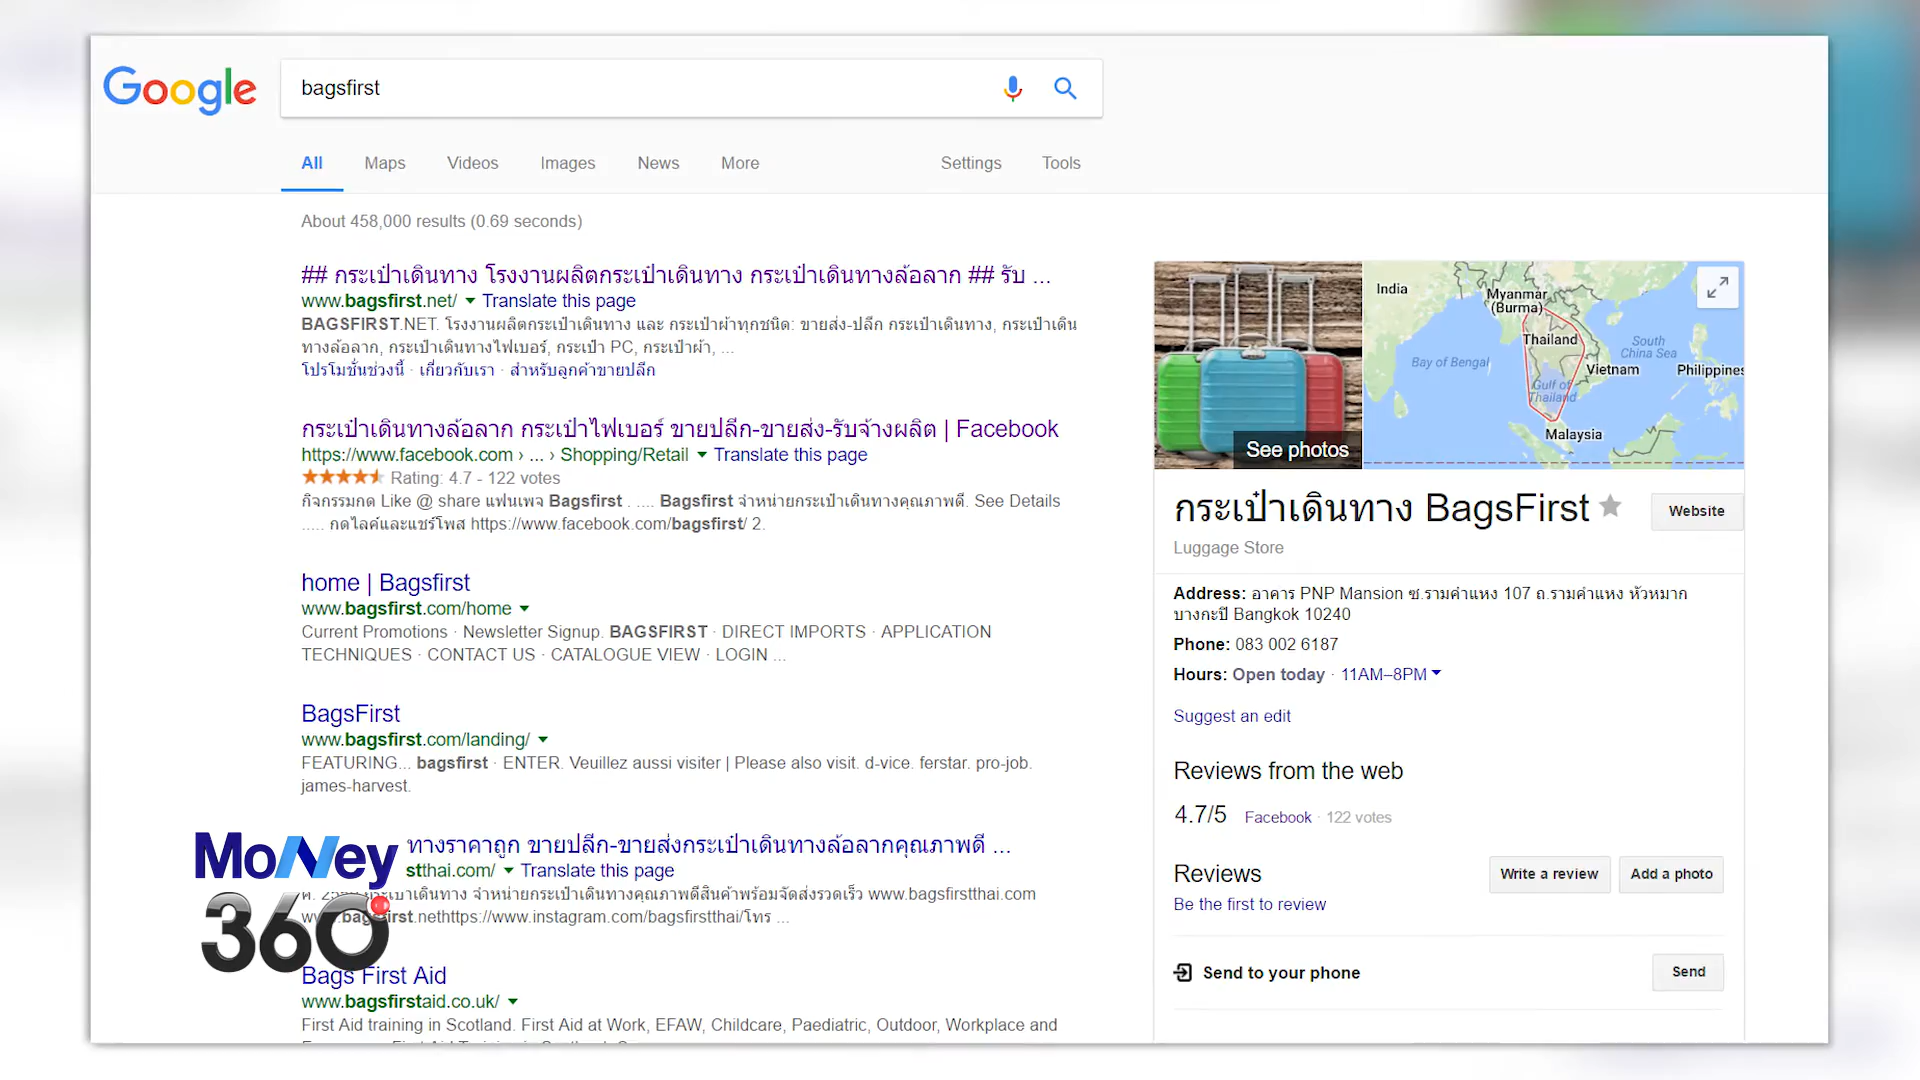 Google
bagsfirst
All Maps Videos Images News More Settings Tools
About 458,000 results (0.69 seconds)
## กระเป๋าเดินทาง โรงงานผลิตกระเป๋าเดินทาง กระเป๋าเดินทางล้อลาก ## รับ ...
www.bagsfirst.net/ Translate this page
BAGSFIRST.NET. โรงงานผลิตกระเป๋าเดินทาง และ กระเป๋าผ้าทุกชนิด: ขายส่ง-ปลีก กระเป๋าเดินทาง, กระเป๋าเดิน
ทางล้อลาก, กระเป๋าเดินทางไฟเบอร์, กระเป๋า PC, กระเป๋าผ้า, ...
โปรโมชั่นช่วงนี้ · เกี่ยวกับเรา · สำหรับลูกค้าขายปลีก
กระเป๋าเดินทางล้อลาก กระเป๋าไฟเบอร์ ขายปลีก-ขายส่ง-รับจ้างผลิต | Facebook
https://www.facebook.com › ... › Shopping/Retail Translate this page
Rating: 4.7 - 122 votes
กิจกรรมกด Like @ share แฟนเพจ Bagsfirst . .... Bagsfirst จำหน่ายกระเป๋าเดินทางคุณภาพดี. See Details
..... กดไลค์และแชร์โพส https://www.facebook.com/bagsfirst/ 2.
home | Bagsfirst
www.bagsfirst.com/home
Current Promotions · Newsletter Signup. BAGSFIRST · DIRECT IMPORTS · APPLICATION
TECHNIQUES · CONTACT US · CATALOGUE VIEW · LOGIN ...
BagsFirst
www.bagsfirst.com/landing/
FEATURING... bagsfirst · ENTER. Veuillez aussi visiter | Please also visit. d-vice. ferstar. pro-job.
james-harvest.
ทางราคาถูก ขายปลีก-ขายส่งกระเป๋าเดินทางล้อลากคุณภาพดี ...
stthai.com/ Translate this page
กระเป๋าเดินทาง จำหน่ายกระเป๋าเดินทางคุณภาพดีสินค้าพร้อมจัดส่งรวดเร็ว www.bagsfirstthai.com
.nethttps://www.instagram.com/bagsfirstthai/โทร ...
Money
360
Bags First Aid
www.bagsfirstaid.co.uk/
First Aid training in Scotland. First Aid at Work, EFAW, Childcare, Paediatric, Outdoor, Workplace and
See photos
India
Myanmar
(Burma)
Thailand
Bay of Bengal
South
China Sea
Vietnam
Philippines
Gulf of
Thailand
Malaysia
กระเป๋าเดินทาง BagsFirst
Website
Luggage Store
Address: อาคาร PNP Mansion ซ.รามคำแหง 107 ถ.รามคำแหง หัวหมาก
บางกะปิ Bangkok 10240
Phone: 083 002 6187
Hours: Open today · 11AM–8PM
Suggest an edit
Reviews from the web
4.7/5 Facebook · 122 votes
Reviews
Write a review
Add a photo
Be the first to review
Send to your phone
Send